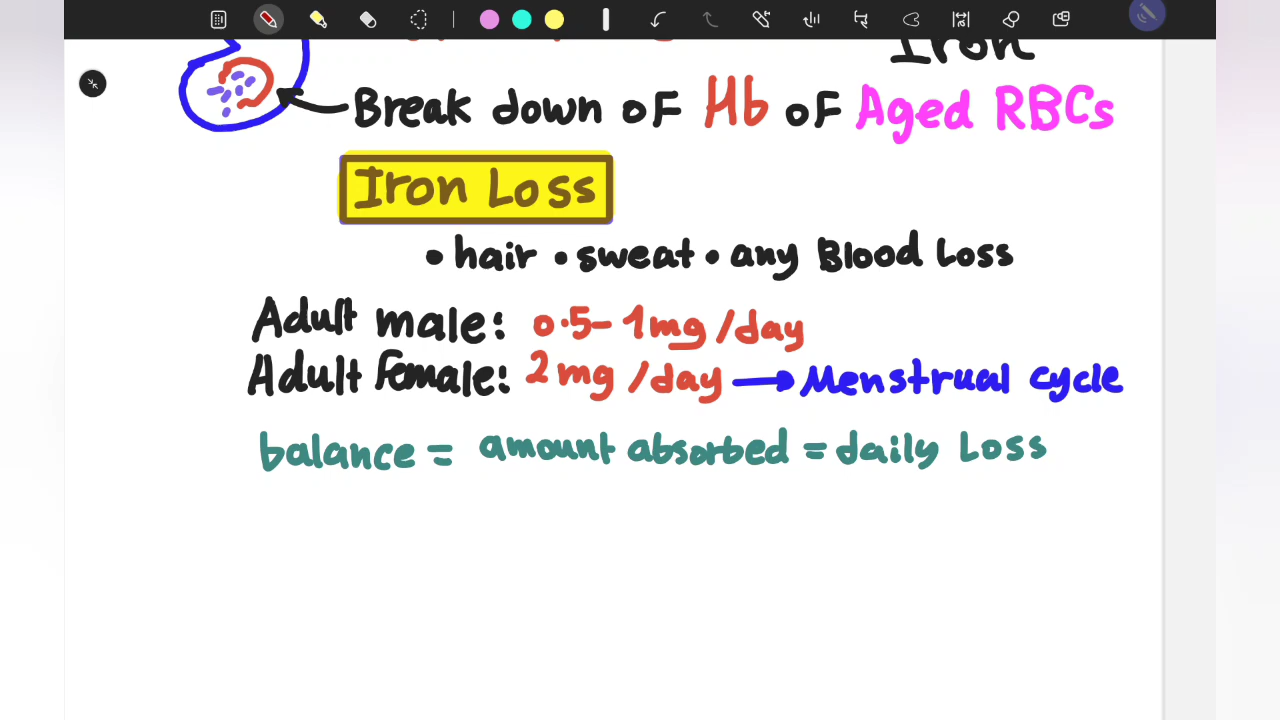 Iron
Break down of Hb of Aged RBCs
Iron Loss
• hair • sweat • any Blood Loss
Adult male: 0.5- 1mg/day
Adult Female: 2mg/day → Menstrual cycle
balance = amount absorbed = daily Loss